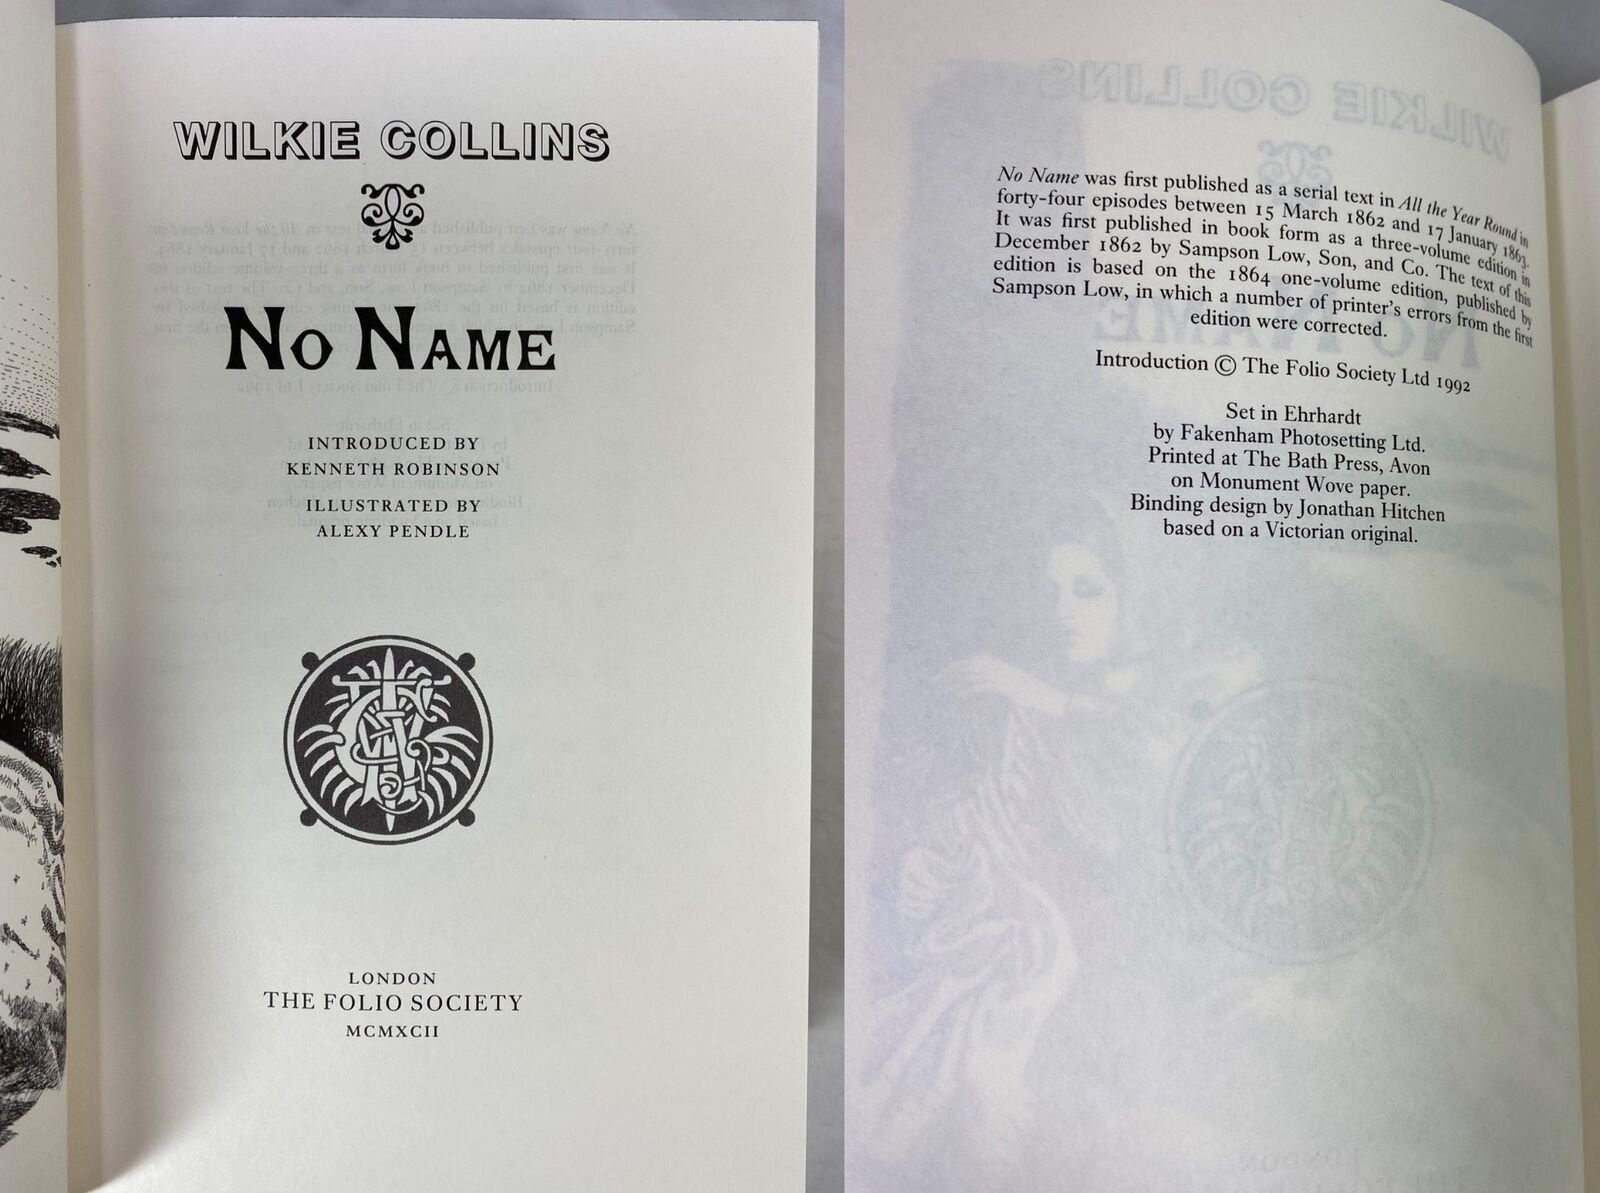 WILKIE COLLINS
NO NAME
INTRODUCED BY
KENNETH ROBINSON
ILLUSTRATED BY
ALEXY PENDLE
LONDON
THE FOLIO SOCIETY
MCMXCII
No Name was first published as a serial text in All the Year Round in
forty-four episodes between 15 March 1862 and 17 January 1863.
It was first published in book form as a three-volume edition in
December 1862 by Sampson Low, Son, and Co. The text of this
edition is based on the 1864 one-volume edition, published by
Sampson Low, in which a number of printer's errors from the first
edition were corrected.
Introduction © The Folio Society Ltd 1992
Set in Ehrhardt
by Fakenham Photosetting Ltd.
Printed at The Bath Press, Avon
on Monument Wove paper.
Binding design by Jonathan Hitchen
based on a Victorian original.